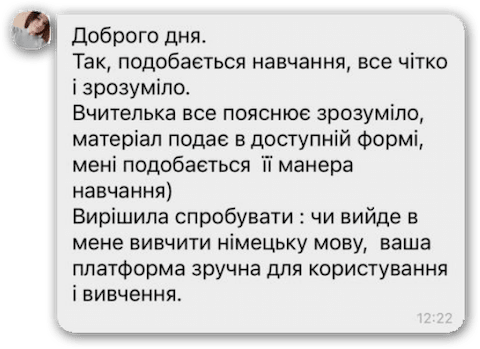 Доброго дня.
Так, подобається навчання, все чітко
і зрозуміло.
Вчителька все пояснює зрозуміло,
матеріал подає в доступній формі,
мені подобається  її манера
навчання)
Вирішила спробувати : чи вийде в
мене вивчити німецьку мову,  ваша
платформа зручна для користування
і вивчення.
12:22